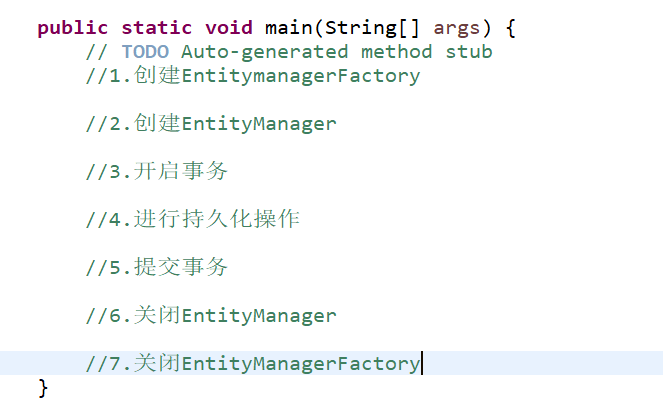 public static void main(String[] args) {
// TODO Auto-generated method stub
//1.创建EntitymanagerFactory
//2.创建EntityManager
//3.开启事务
//4.进行持久化操作
//5.提交事务
//6.关闭EntityManager
//7.关闭EntityManagerFactory
}